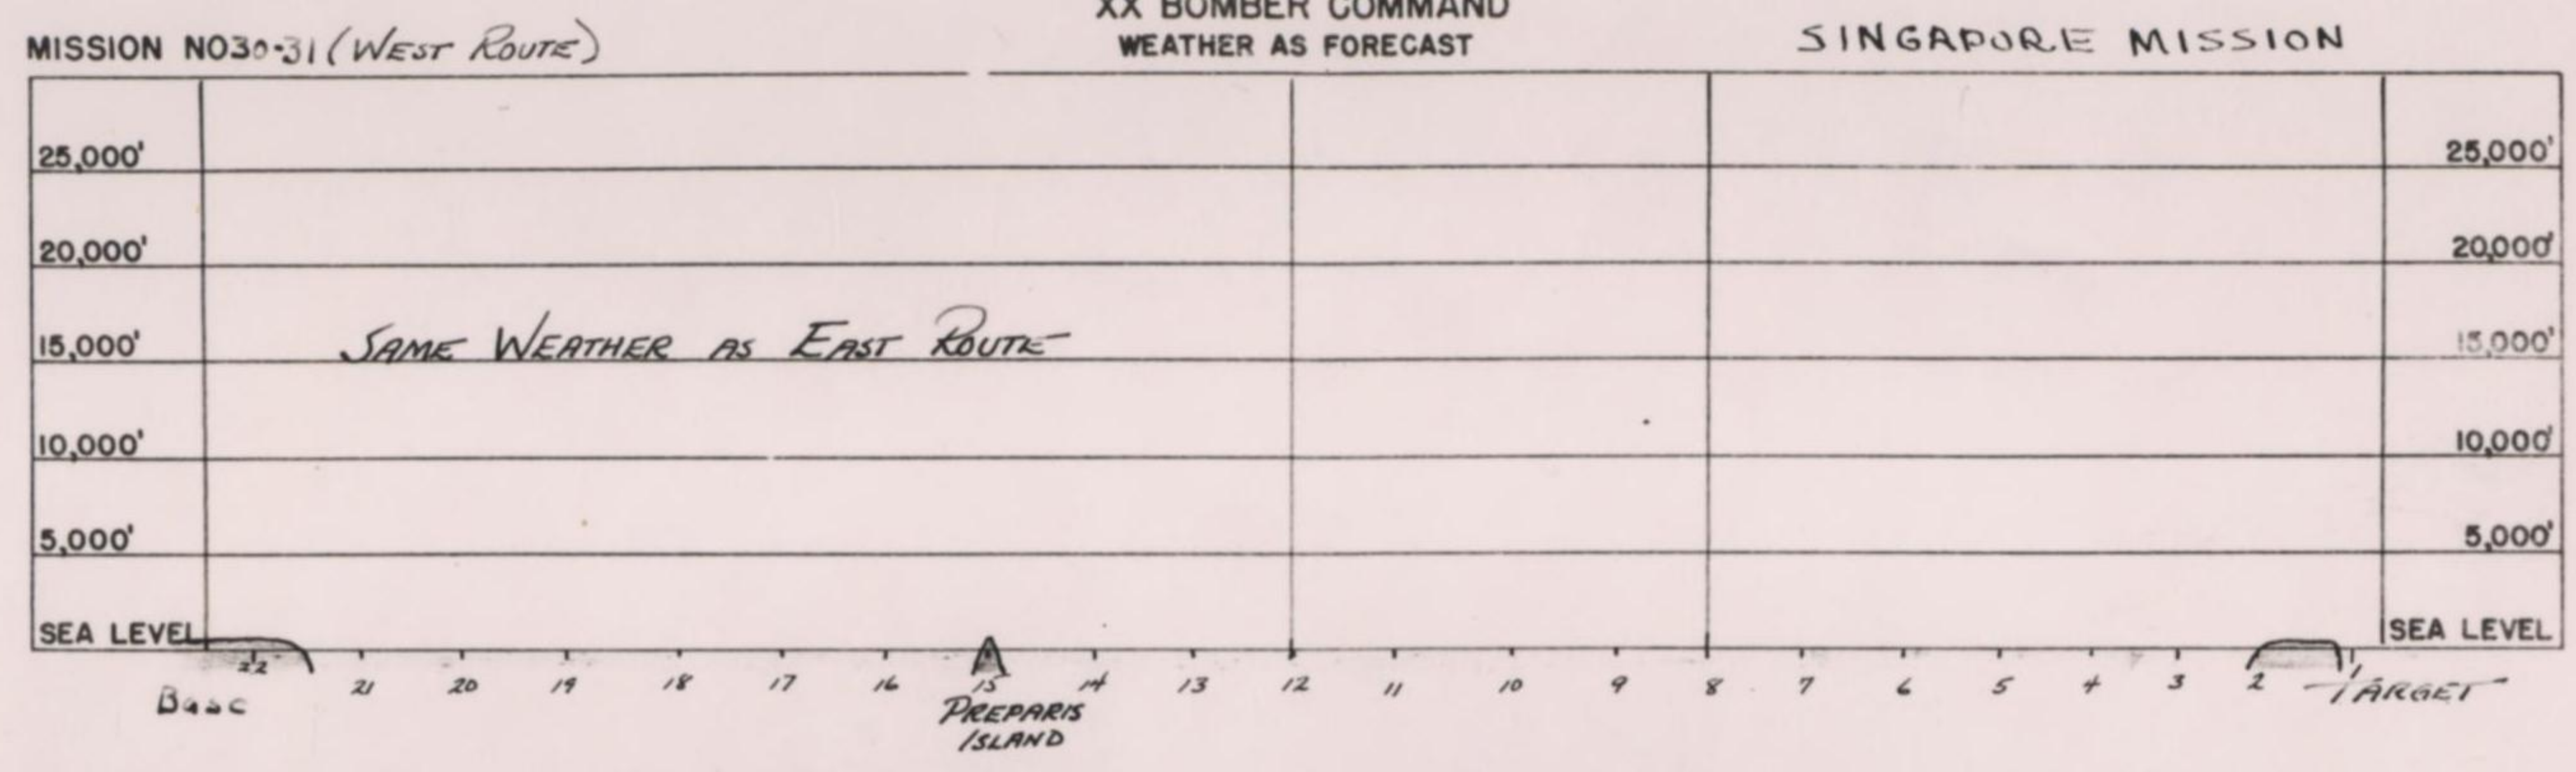 XX BOMBER COMMAND
MISSION NO30-31 (WEST ROUTE) WEATHER AS FORECAST SINGAPORE MISSION
25,000' 25,000'
20,000' 20,000'
SAME WEATHER AS EAST ROUTE
15,000' 15,000'
10,000' 10,000'
5,000' 5,000'
SEA LEVEL SEA LEVEL
22 21 20 19 18 17 16 15 14 13 12 11 10 9 8 7 6 5 4 3 2 1
Base PREPARIS TARGET
ISLAND